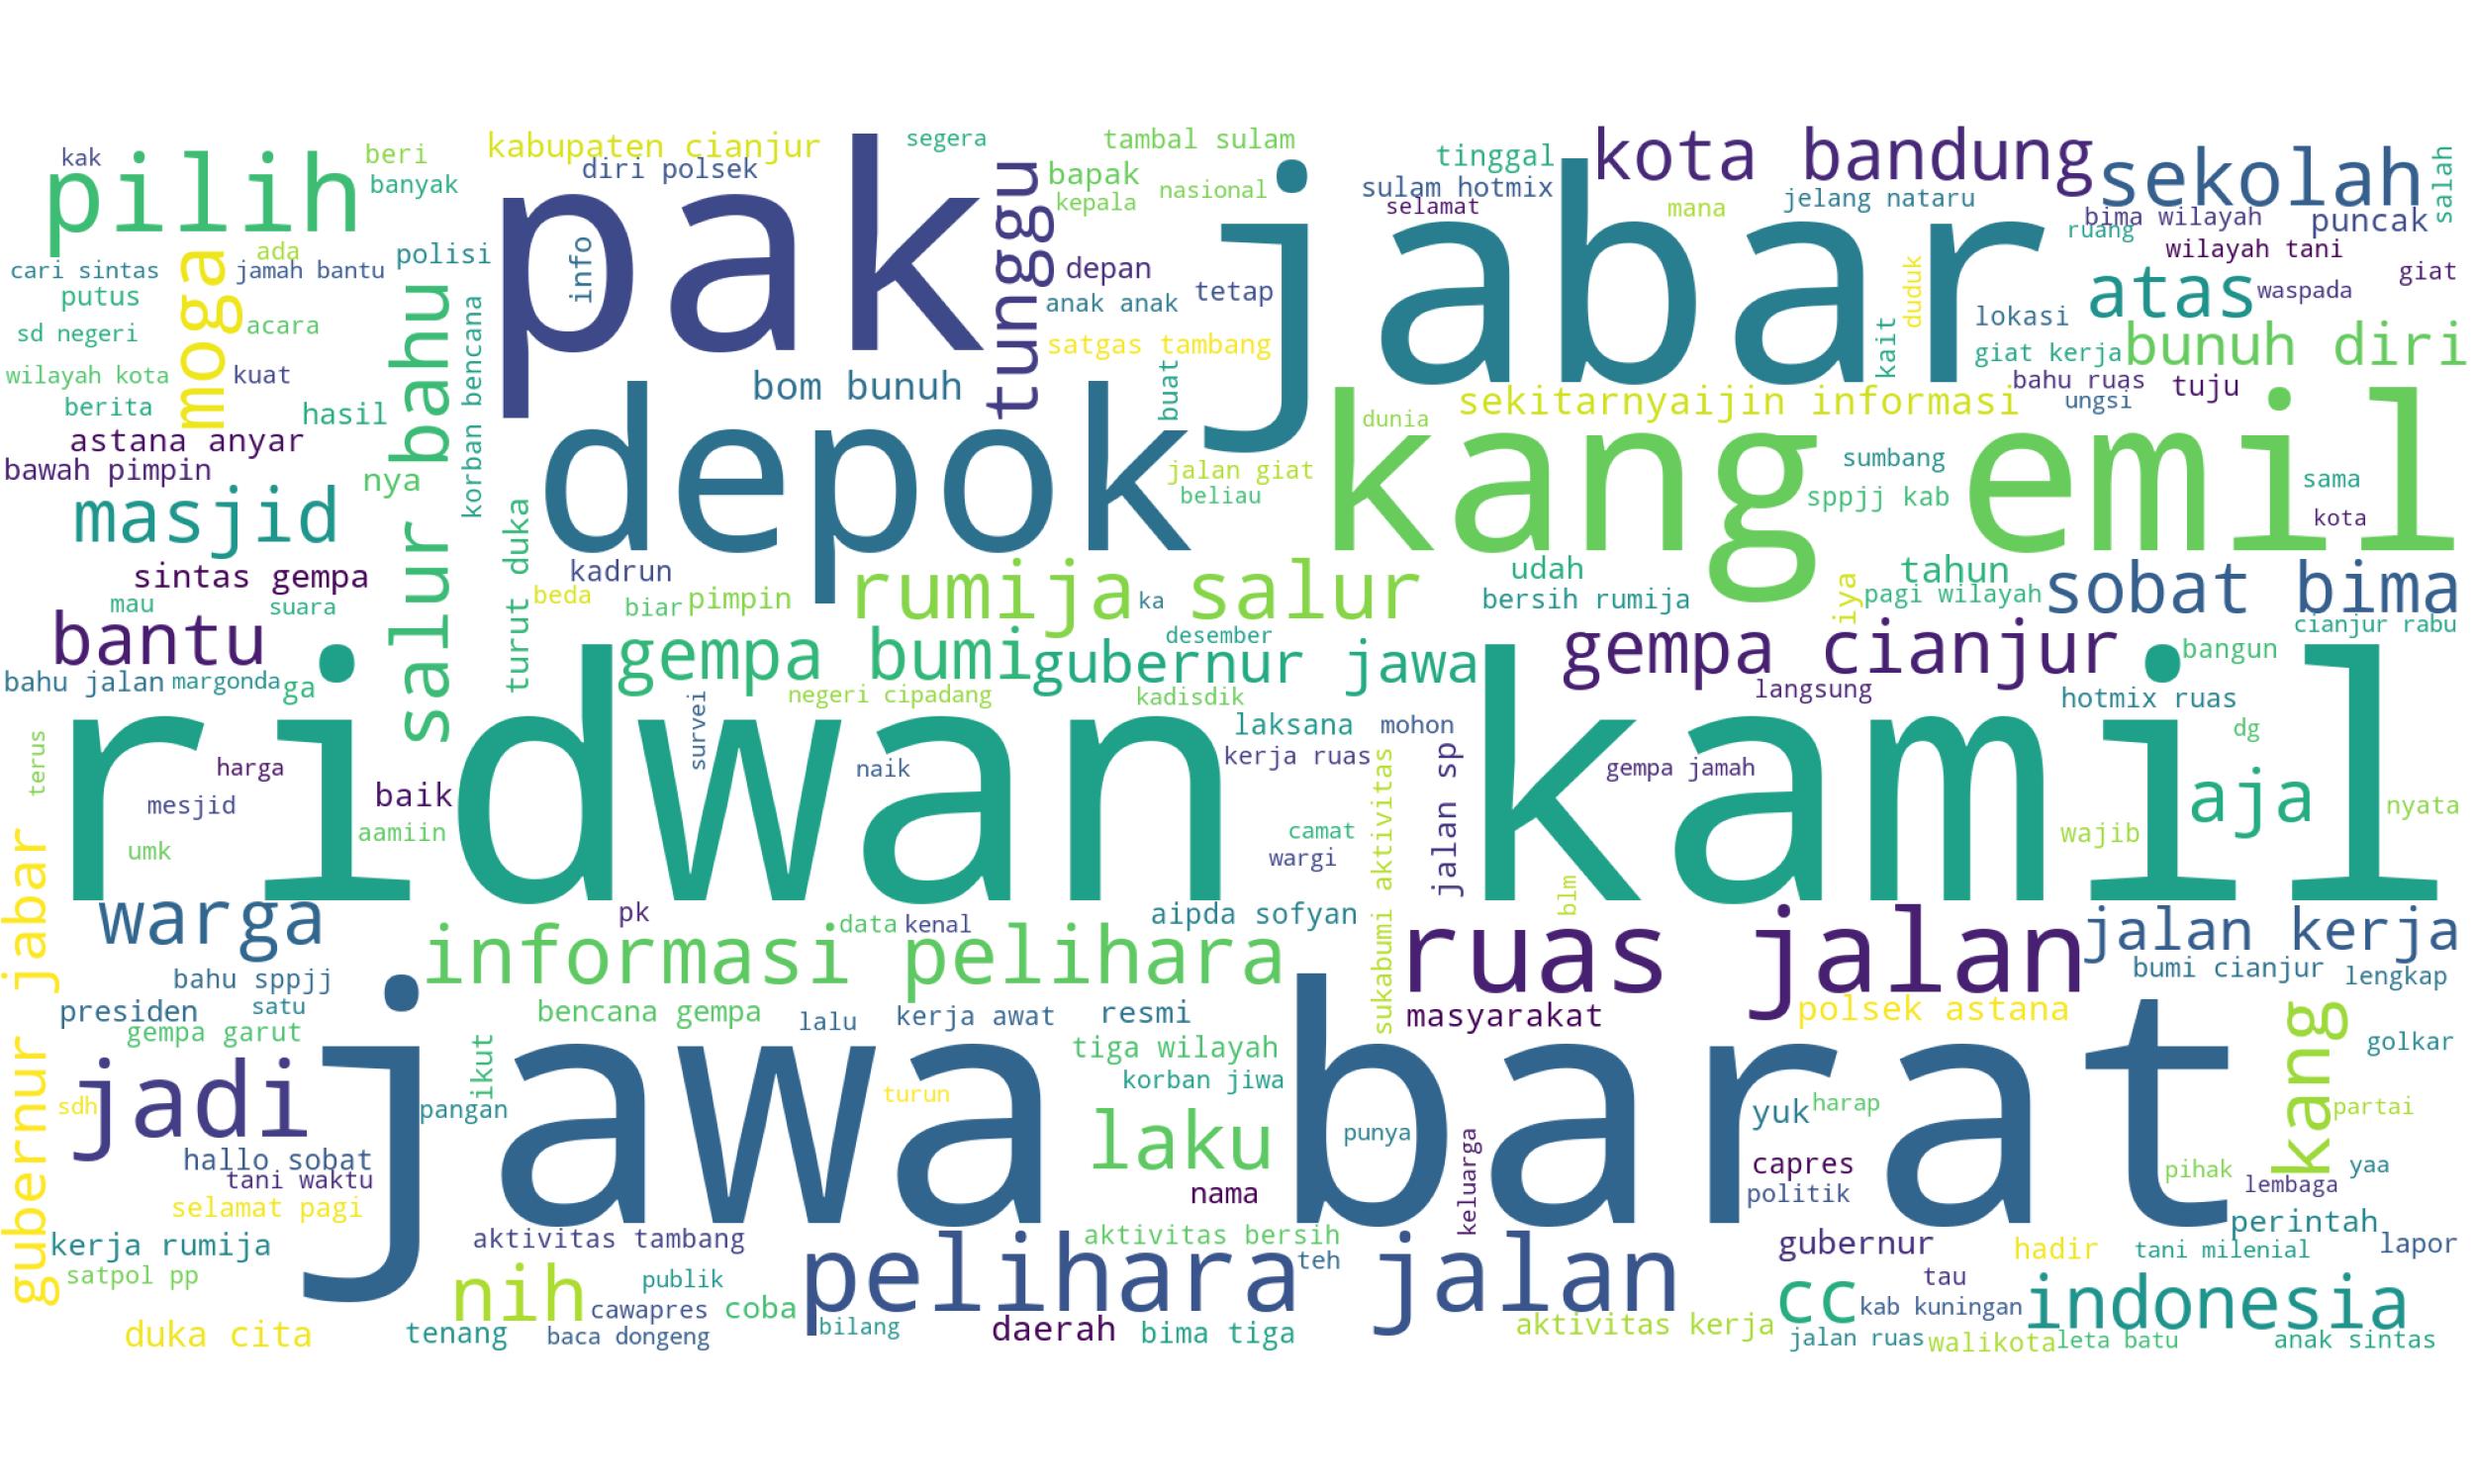 kak
beri
banyak
pilih
kabupaten cianjur
diri polsek
segera
tambal sulam
bapak
nasional
kepala
tinggal
sulam hotmix
selamat
kota bandung
mana
jelang nataru
sekolah
salah
bima wilayah
ruang
puncak
wilayah tani
giat
pak
info
tunggu
jabar
cari sintas
ada
jamah bantu
polisi
putus
moga
acara
sd negeri
wilayah kota
kuat
berita
hasil
astana anyar
bawah pimpin
nya
salur bahu
korban bencana
depan
anak anak
tetap
satgas tambang
buat
bom bunuh
duduk
kait
lokasi
giat kerja
bahu ruas
tuju
ungsi
atas
waspada
bunuh diri
sekitarnyaijin informasi
depok
dunia
jalan giat
beliau
kang emil
sumbang
sppjj kab
sama
kota
masjid
sintas gempa
mau
suara
turut duka
kadrun
beda
biar
pimpin
rumija salur
ka
udah
bersih rumija
iya
tahun
pagi wilayah
sobat bima
cianjur rabu
bantu
bahu jalan
margonda
ga
gempa bumi
desember
gubernur jawa
gempa cianjur
bangun
negeri cipadang
kadisdik
langsung
hotmix ruas
survei
laksana
mohon
kerja ruas
dg
ridwan kamil
terus
harga
mesjid
baik
umk
aamiin
naik
camat
wargi
sukabumi aktivitas
jalan sp
gempa jamah
blm
wajib
aja
nyata
gubernur jabar
warga
pk
data
kenal
aipda sofyan
informasi pelihara
ruas jalan
jalan kerja
bahu sppjj
bumi cianjur
lengkap
presiden
satu
gempa garut
bencana gempa
lalu
kerja awat
resmi
masyarakat
polsek astana
golkar
kang
partai
jadi
sdh
ikut
pangan
jawa barat
turun
tiga wilayah
korban jiwa
laku
punya
yuk
harap
hallo sobat
tani waktu
selamat pagi
nama
keluarga
capres
politik
pihak
yaa
lembaga
kerja rumija
satpol pp
aktivitas tambang
aktivitas bersih
teh
gubernur
hadir
perintah
tani milenial
lapor
nih
publik
cawapres
coba
pelihara jalan
tau
cc
kab kuningan
indonesia
duka cita
tenang
baca dongeng
bilang
daerah
bima tiga
aktivitas kerja
jalan ruas
walikota
leta batu
anak sintas